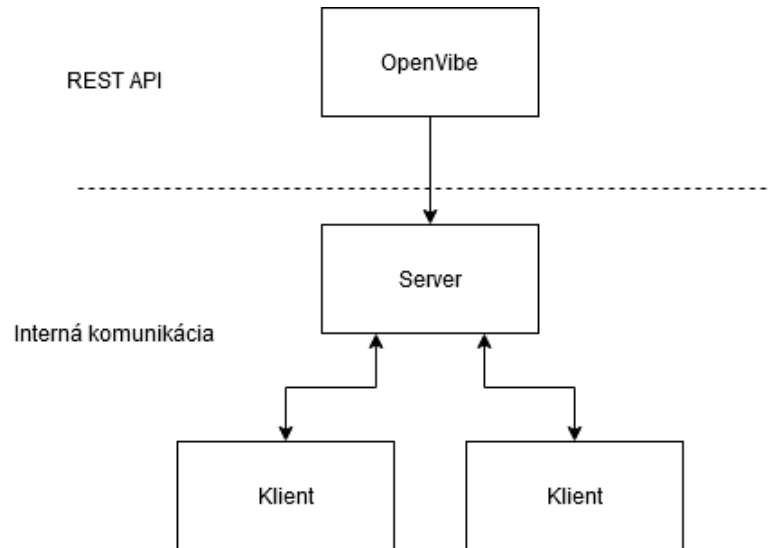 OpenVibe
REST API
Server
Interná komunikácia
Klient
Klient